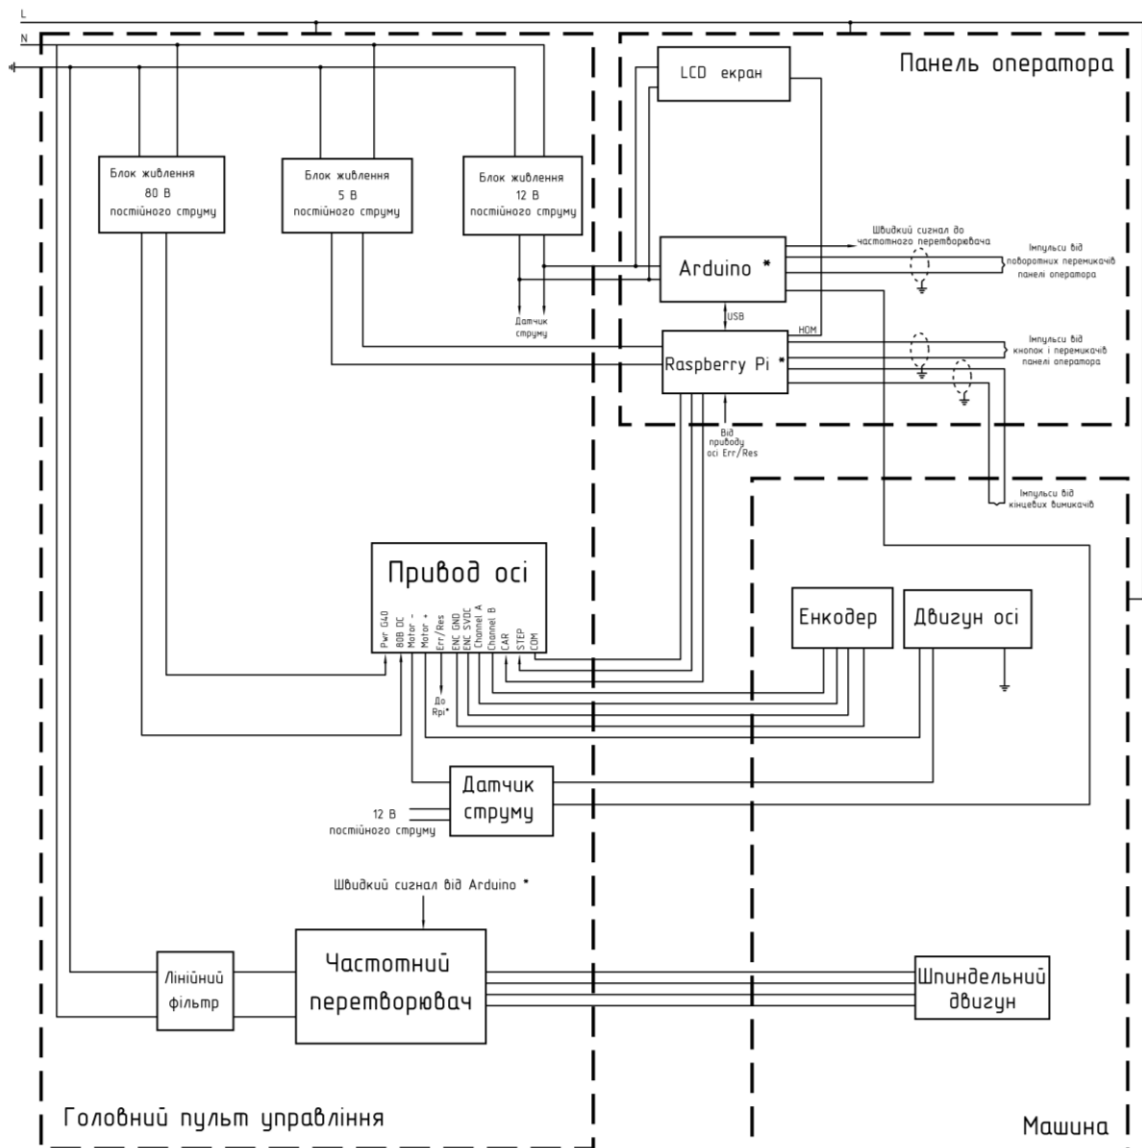 L
N
Панель оператора
LCD екран
Блок живлення
80 В
постійного струму
Блок живлення
5 В
постійного струму
Блок живлення
12 В
постійного струму
Швидкий сигнал до
частотного перетворювача
Arduino *
Імпульси від
поворотних перемикачів
панелі оператора
USB
HDM
Датчик
струму
Raspberry Pi *
Імпульси від
кнопок і перемикачів
панелі оператора
Від
приводу
осі Err/Res
Імпульси від
кінцевих вимикачів
Привод осі
Pwr G40
80В DC
Motor -
Motor +
Err/Res
ENC GND
ENC 5VDC
Channel A
Channel B
CAR
STEP
COM
До
Rpi*
Енкодер
Двигун осі
Датчик
струму
12 В
постійного струму
Швидкий сигнал від Arduino *
Лінійний
фільтр
Частотний
перетворювач
Шпиндельний
двигун
Головний пульт управління
Машина